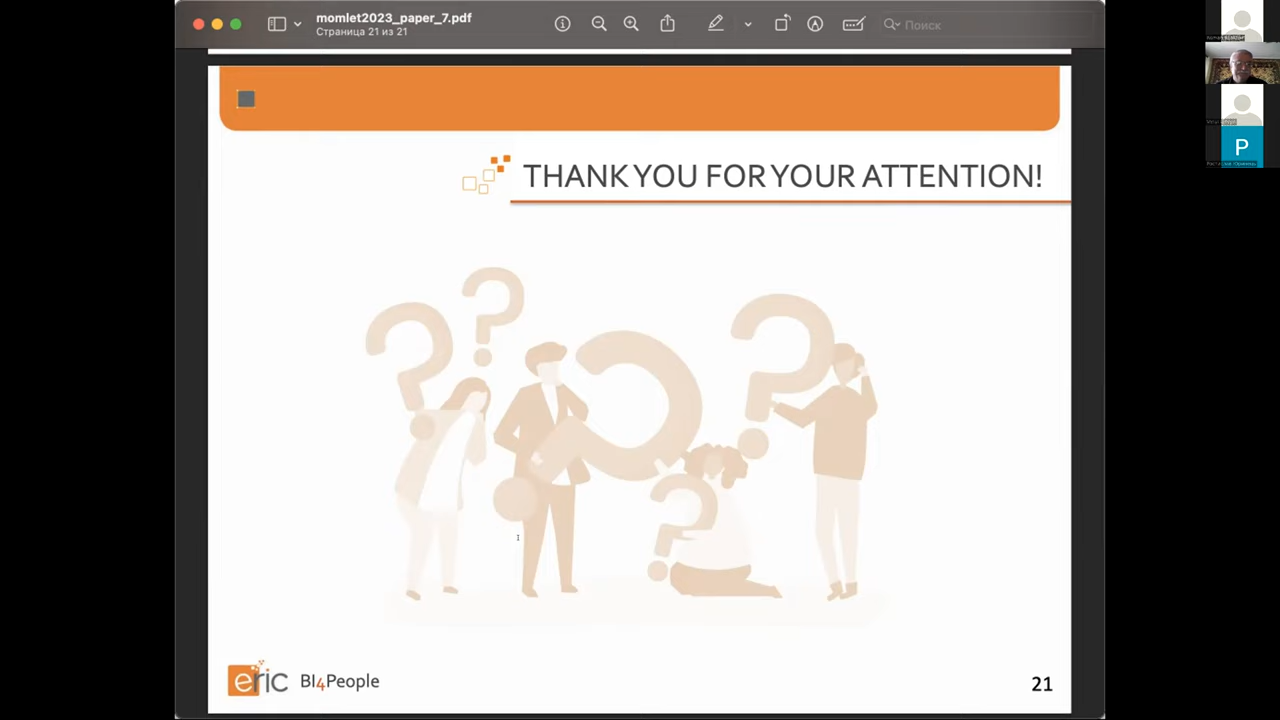 momlet2023_paper_7.pdf
Страница 21 из 21
Поиск
THANK YOU FOR YOUR ATTENTION!
P
eric
BI4People
21